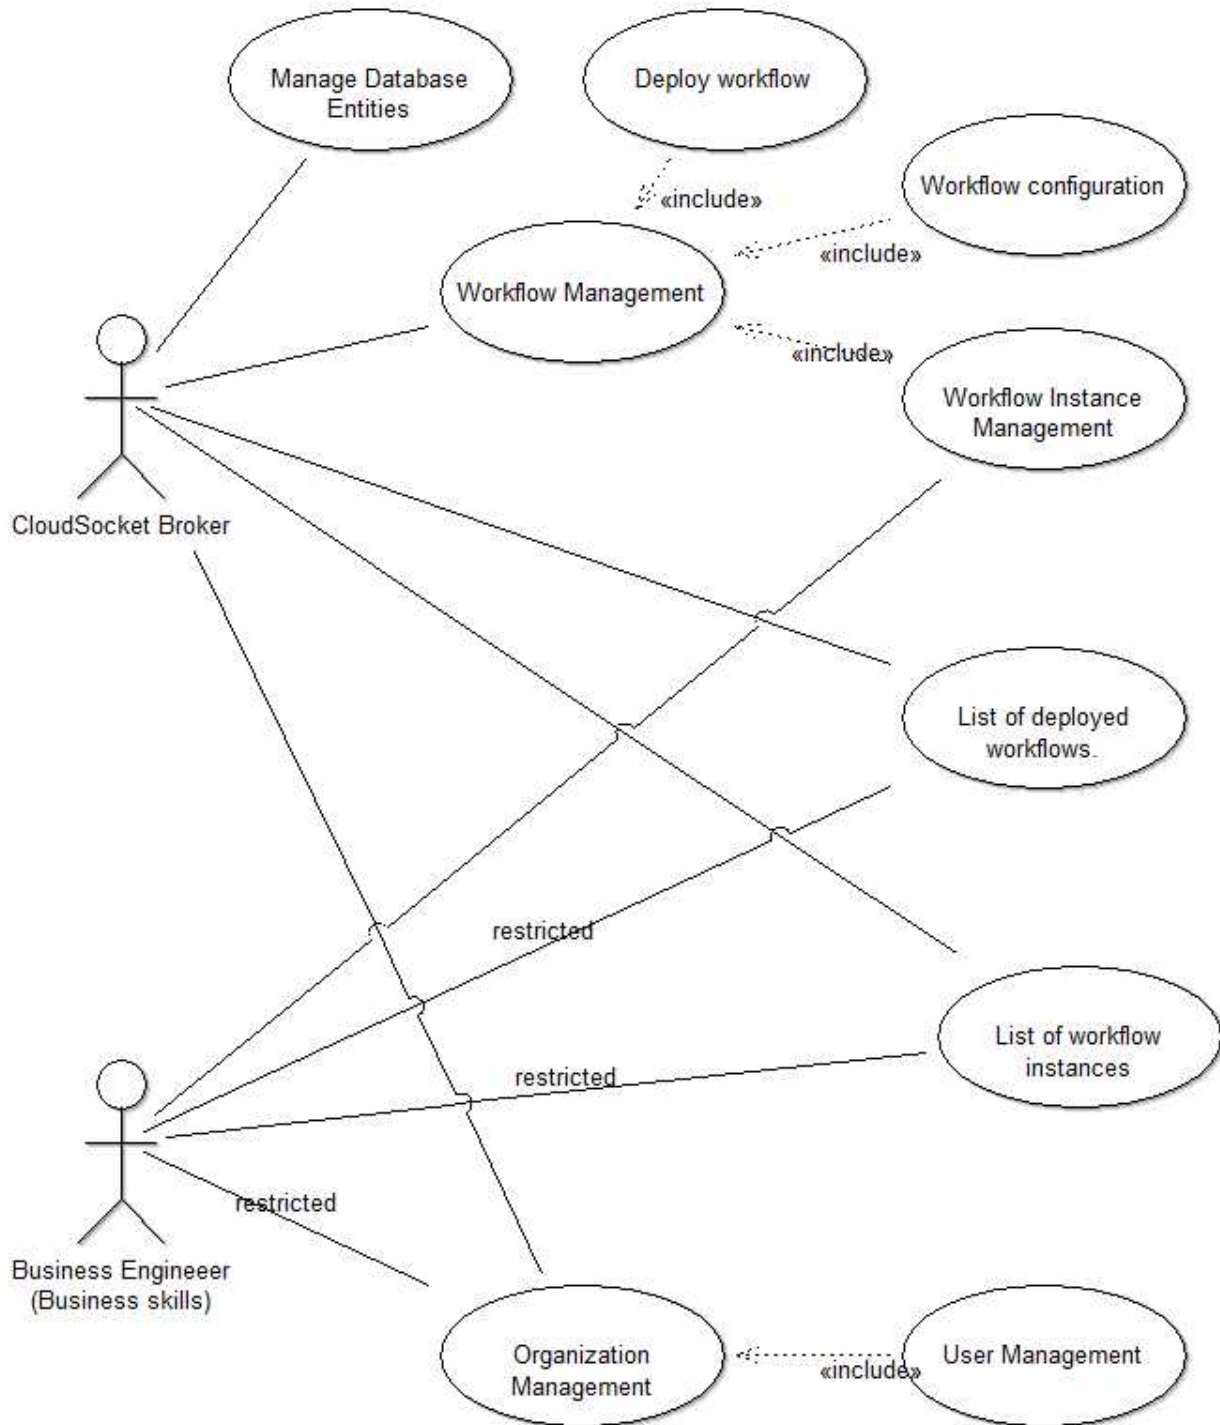 Manage Database
Entities
Deploy workflow
«include»
Workflow configuration
«include»
Workflow Management
«include»
Workflow Instance
Management
CloudSocket Broker
List of deployed
workflows.
restricted
List of workflow
instances
restricted
restricted
Business Engineeer
(Business skills)
Organization
Management
«include»
User Management